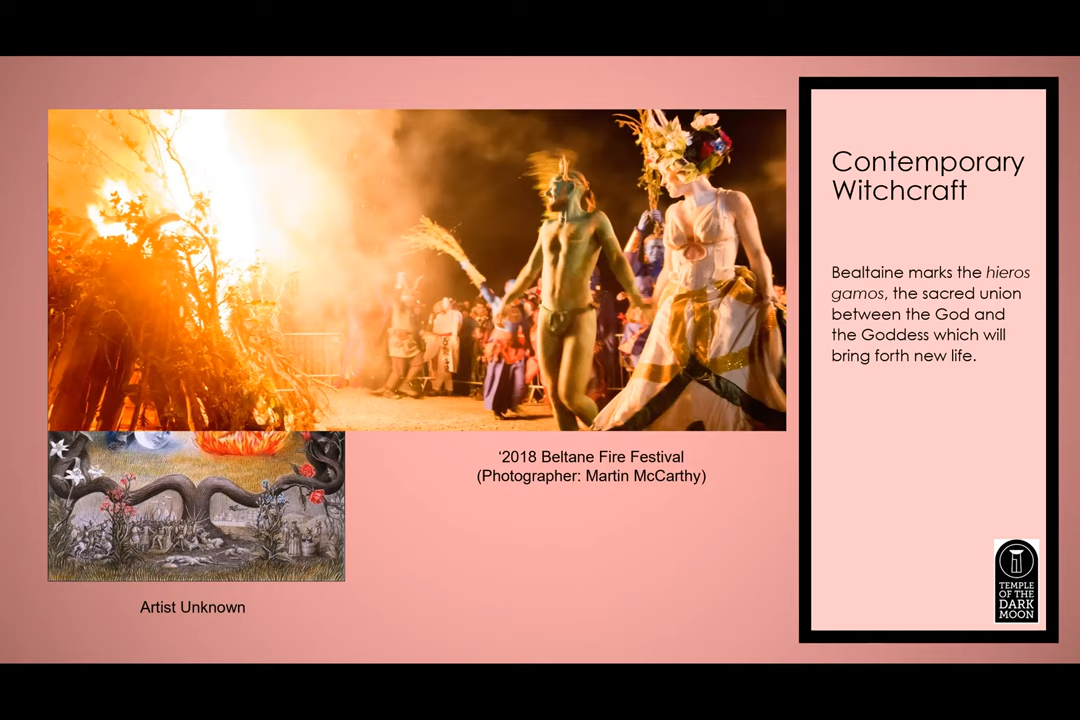 Contemporary
Witchcraft
Bealtaine marks the hieros
gamos, the sacred union
between the God and
the Goddess which will
bring forth new life.
‘2018 Beltane Fire Festival
(Photographer: Martin McCarthy)
Artist Unknown
TEMPLE
OF THE
DARK
MOON